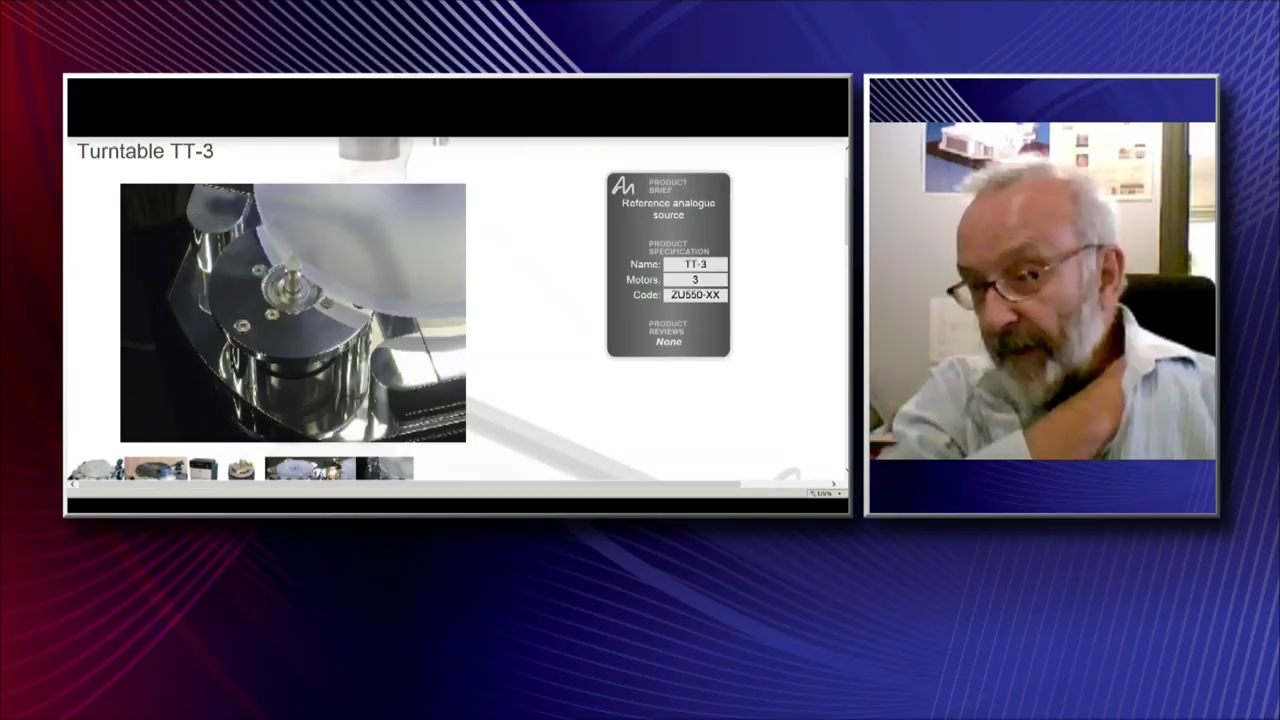 Turntable TT-3
AN
PRODUCT
BRIEF
Reference analogue
source
PRODUCT
SPECIFICATION
Name: TT-3
Motors: 3
Code: ZU550-XX
PRODUCT
REVIEWS
None